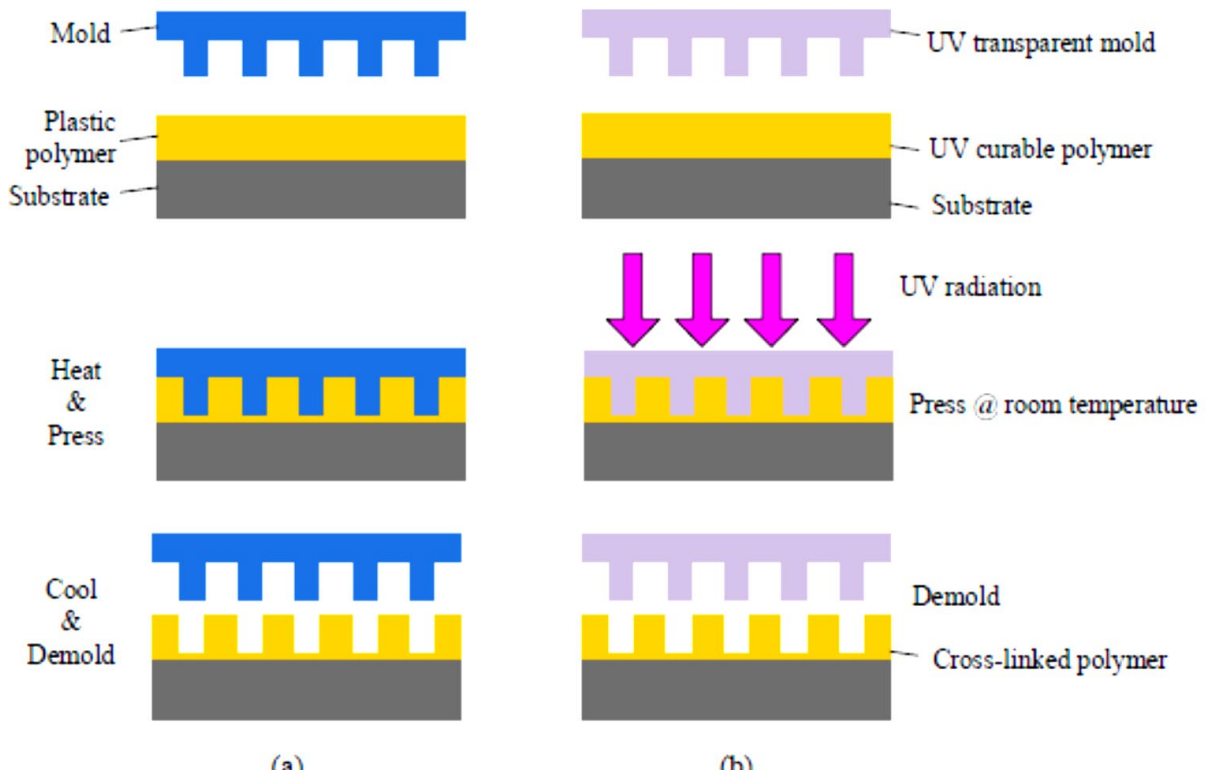 Mold
UV transparent mold
Plastic
polymer
UV curable polymer
Substrate
Substrate
UV radiation
Heat
&
Press
Press @ room temperature
Cool
&
Demold
Demold
Cross-linked polymer
(a)
(b)